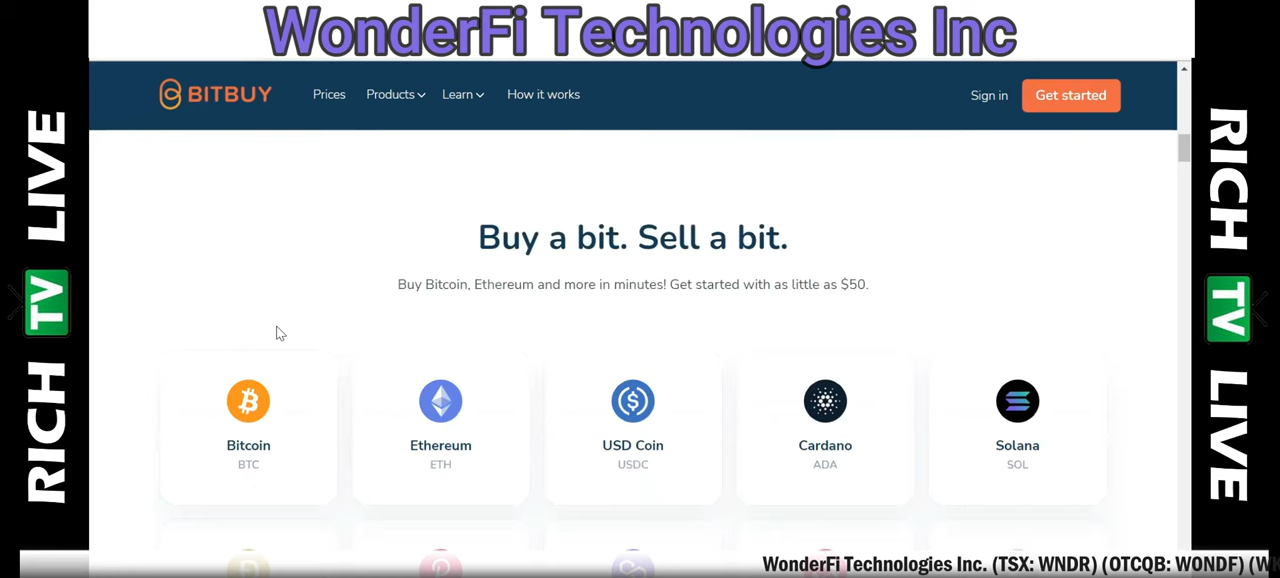 WonderFi Technologies Inc
BITBUY
Prices
Products
Learn
How it works
Sign in
Get started
Buy a bit. Sell a bit.
Buy Bitcoin, Ethereum and more in minutes! Get started with as little as $50.
Bitcoin
BTC
Ethereum
ETH
USD Coin
USDC
Cardano
ADA
Solana
SOL
RICH TV LIVE
RICH TV LIVE
WonderFi Technologies Inc. (TSX: WNDR) (OTCQB: WONDF)